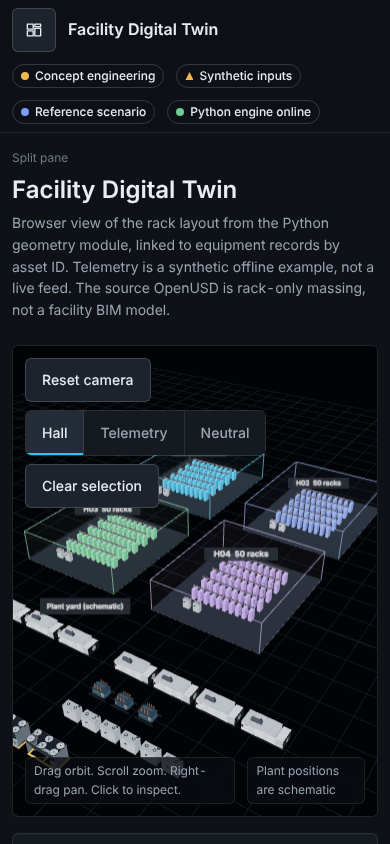 Facility Digital Twin
Concept engineering
Synthetic inputs
Reference scenario
Python engine online
Split pane
Facility Digital Twin
Browser view of the rack layout from the Python
geometry module, linked to equipment records by
asset ID. Telemetry is a synthetic offline example, not a
live feed. The source OpenUSD is rack-only massing,
not a facility BIM model.
Reset camera
Hall
Telemetry
Neutral
Clear selection
H02 50 racks
H03 50 racks
H04 50 racks
Plant yard (schematic)
Drag orbit. Scroll zoom. Right-
drag pan. Click to inspect.
Plant positions
are schematic